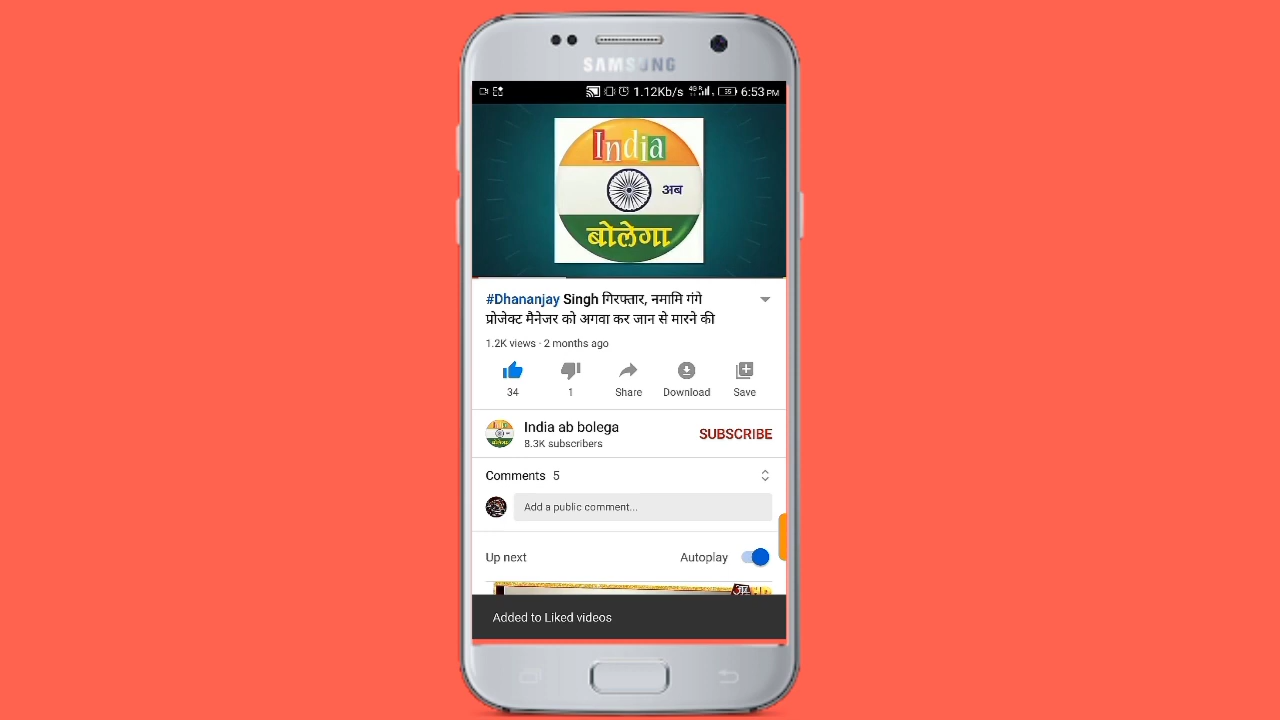 SAMSUNG
1.12Kb/s 4G R 35 6:53 PM
India
अब
बोलेगा
#Dhananjay Singh गिरफ्तार, नमामि गंगे
प्रोजेक्ट मैनेजर को अगवा कर जान से मारने की
1.2K views · 2 months ago
34 1 Share Download Save
India ab bolega
8.3K subscribers
SUBSCRIBE
Comments 5
Add a public comment...
Up next Autoplay
Added to Liked videos